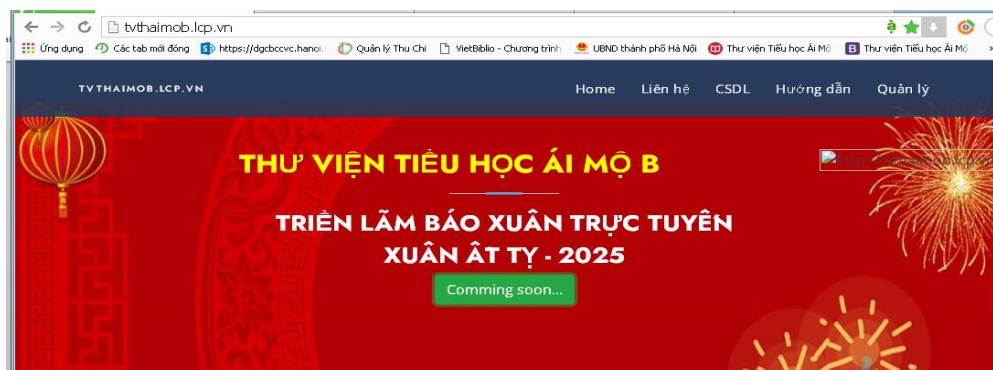 tvthaimob.lcp.vn
Ứng dụng Các tab mới đóng https://dgcbccvc.hanoi. Quản lý Thu Chi VietBiblio - Chương trình UBND thành phố Hà Nội Thư viện Tiểu học Ái Mộ Thư viện Tiểu học Ái Mộ
TVTHAIMOB.LCP.VN Home Liên hệ CSDL Hướng dẫn Quản lý
THƯ VIỆN TIỂU HỌC ÁI MỘ B
TRIỂN LÃM BÁO XUÂN TRỰC TUYẾN
XUÂN ẤT TỴ - 2025
Comming soon...